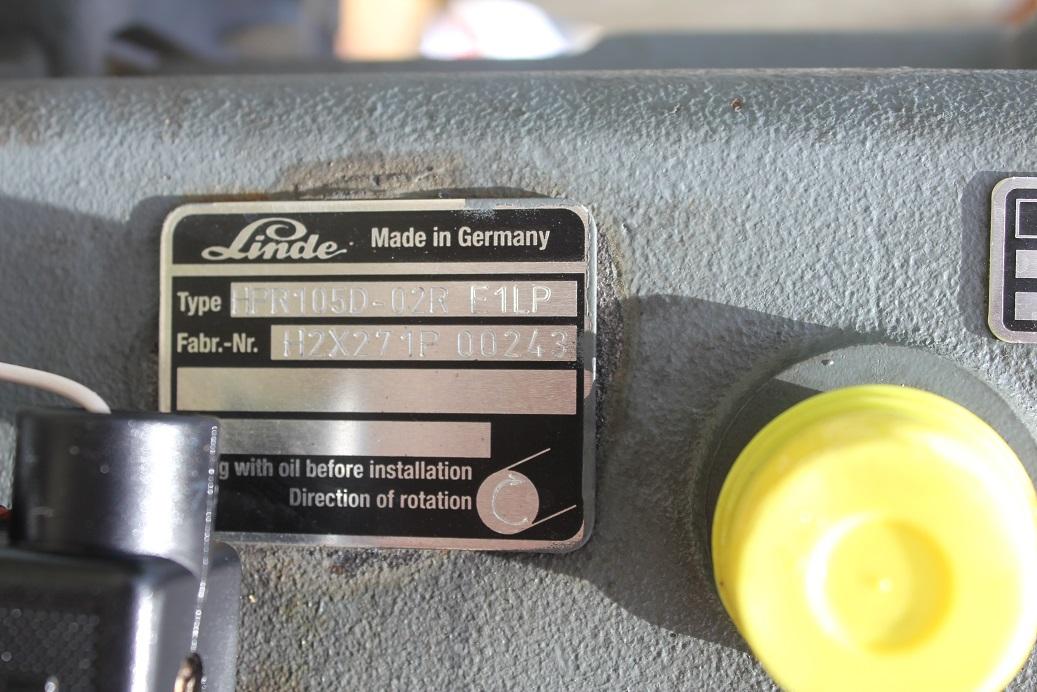 Linde Made in Germany
Type HPR105D-02R E1LP
Fabr.-Nr. H2X271P 00243
with oil before installation
Direction of rotation